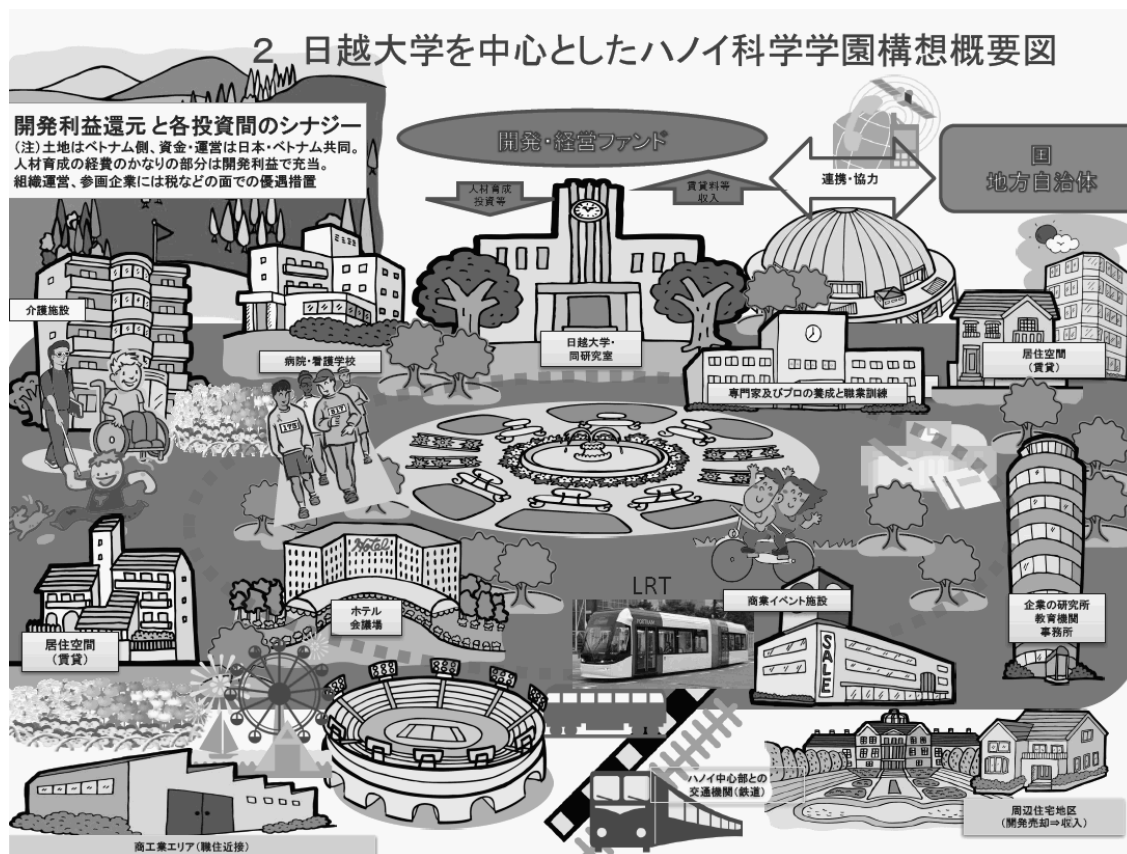 2 日越大学を中心としたハノイ科学学園構想概要図
開発利益還元と各投資間のシナジー
(注)土地はベトナム側、資金・運営は日本・ベトナム共同。
人材育成の経費のかなりの部分は開発利益で充当。
組織運営、参画企業には税などの面での優遇措置
開発・経営ファンド
国
地方自治体
連携・協力
人材育成
投資等
賃貸料等
収入
介護施設
病院・看護学校
日越大学・
同研究室
専門家及びプロの養成と職業訓練
居住空間
(賃貸)
175
817
Hotel
ホテル
会議場
LRT
商業イベント施設
SALE
企業の研究所
教育機関
事務所
居住空間
(賃貸)
ハノイ中心部との
交通機関(鉄道)
周辺住宅地区
(開発売却⇒収入)
商工業エリア(職住近接)